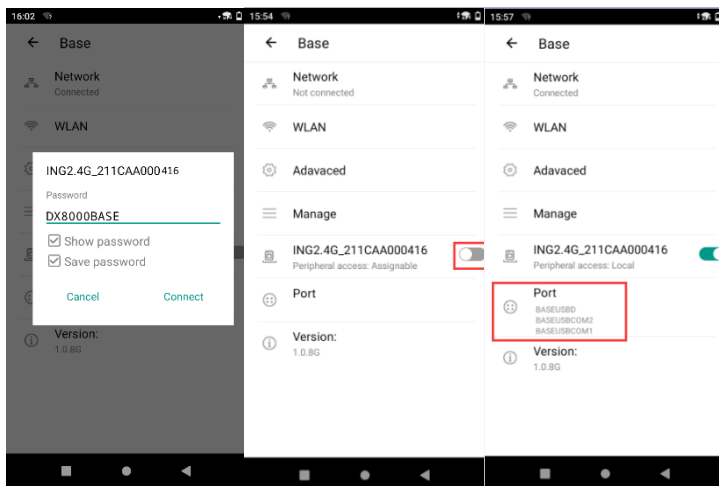 16:02
Base
Network
Connected
WLAN
ING2.4G_211CAA000416
Password
DX8000BASE
Show password
Save password
Cancel
Connect
Version:
1.0.8G
15:54
Base
Network
Not connected
WLAN
Adavaced
Manage
ING2.4G_211CAA000416
Peripheral access: Assignable
Port
Version:
1.0.8G
15:57
Base
Network
Connected
WLAN
Adavaced
Manage
ING2.4G_211CAA000416
Peripheral access: Local
Port
BASEUSBD
BASEUSBCOM2
BASEUSBCOM1
Version:
1.0.8G